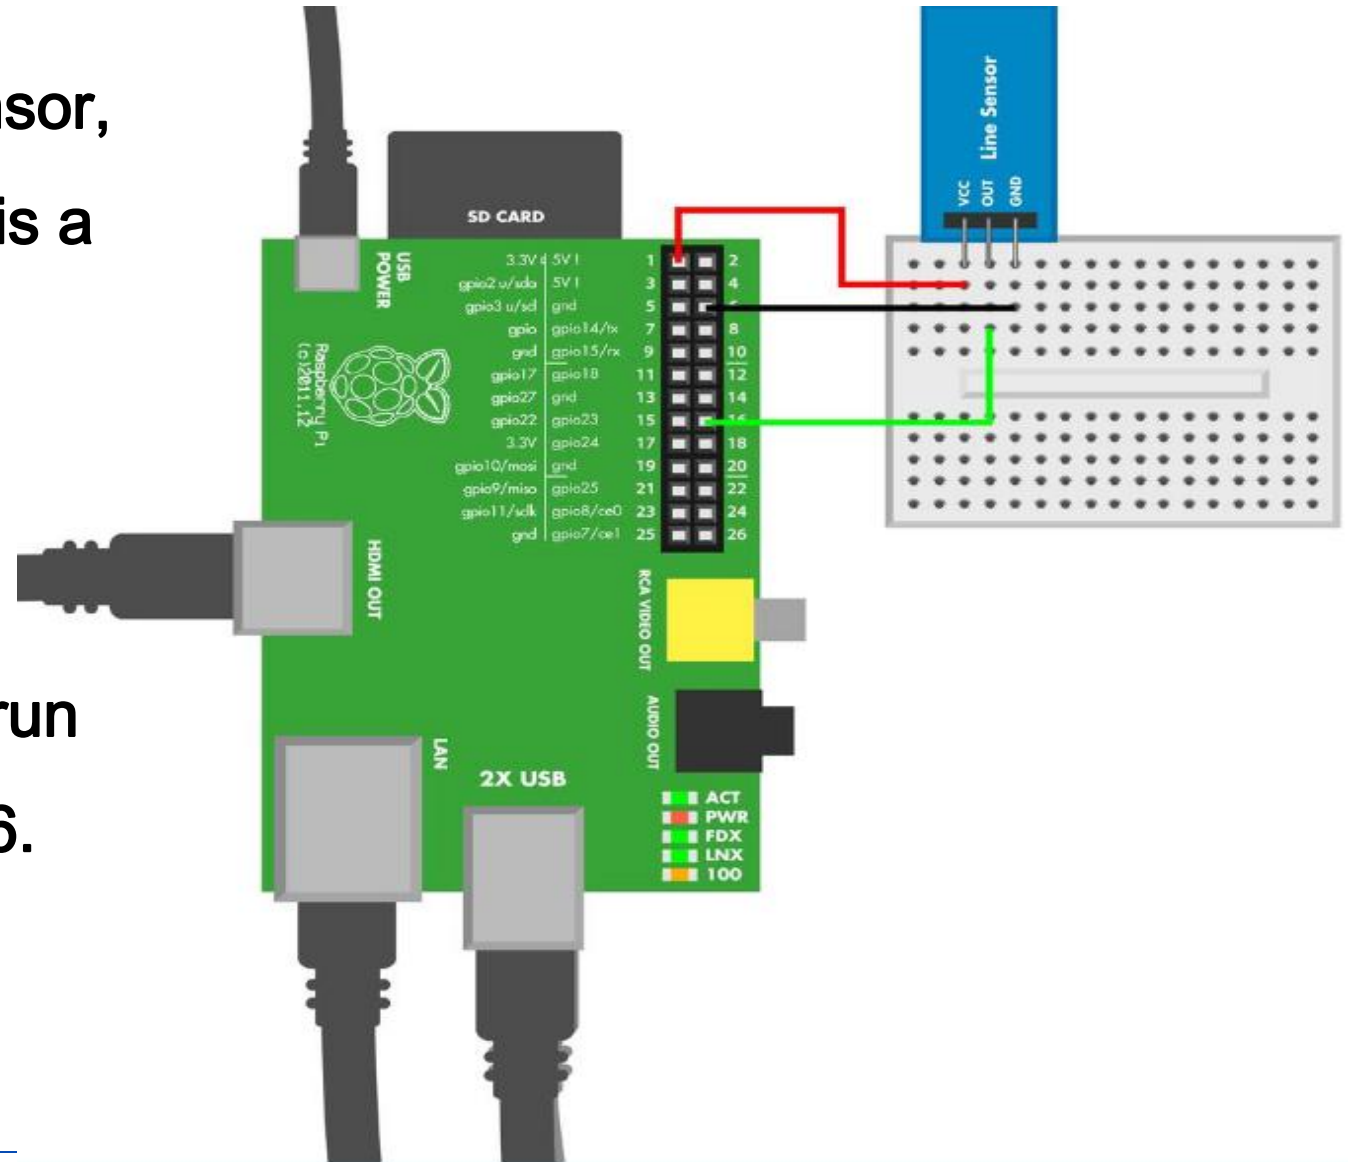 nsor,
is a
run
6.
SD CARD
USB
POWER
3.3V 5V !
1 2
gpio2 u/sda 5V !
3 4
gpio3 u/scl gnd
5
gpio gpio14/tx
7 8
gnd gpio15/rx
9 10
gpio17 gpio18
11 12
gpio27 gnd
13 14
gpio22 gpio23
15 16
3.3V gpio24
17 18
gpio10/mosi gnd
19 20
gpio9/miso gpio25
21 22
gpio11/sclk gpio8/ce0
23 24
gnd gpio7/ce1
25 26
Raspberry Pi
(c)2011.12
HDMI OUT
RCA VIDEO OUT
AUDIO OUT
LAN
2X USB
ACT
PWR
FDX
LNX
100
Line Sensor
VCC
OUT
GND